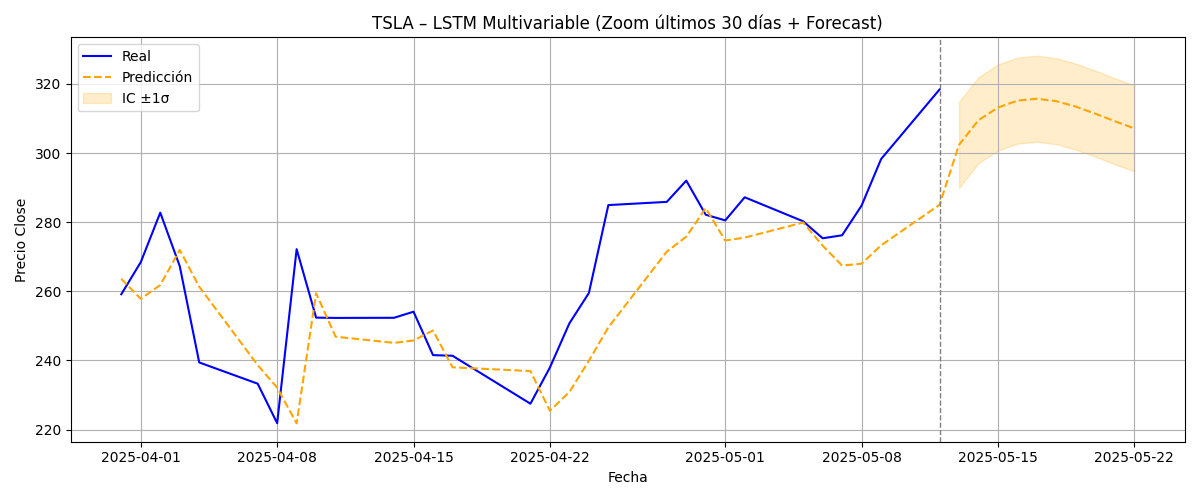 TSLA – LSTM Multivariable (Zoom últimos 30 días + Forecast)
Real
Predicción
IC ±1σ
Precio Close
320
300
280
260
240
220
2025-04-01
2025-04-08
2025-04-15
2025-04-22
2025-05-01
2025-05-08
2025-05-15
2025-05-22
Fecha